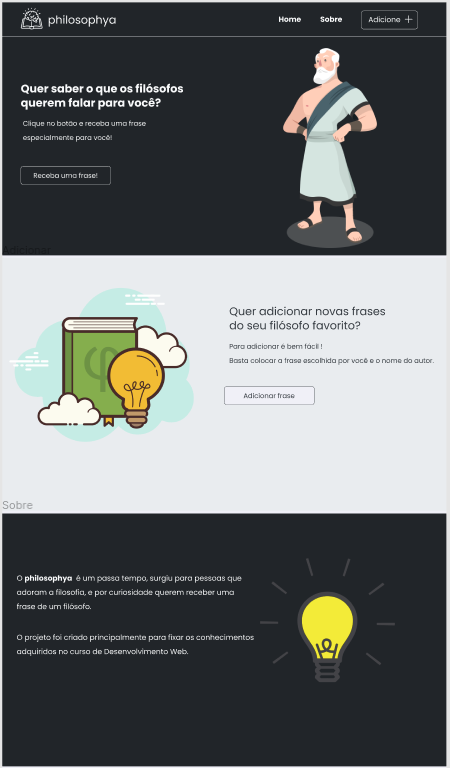 philosophya
Home
Sobre
Adicione
Quer saber o que os filósofos
querem falar para você?
Clique no botão e receba uma frase
especialmente para você!
Receba uma frase!
Adicionar
Quer adicionar novas frases
do seu filósofo favorito?
Para adicionar é bem fácil !
Basta colocar a frase escolhida por você e o nome do autor.
Adicionar frase
Sobre
O philosophya é um passa tempo, surgiu para pessoas que
adoram a filosofia, e por curiosidade querem receber uma
frase de um filósofo.
O projeto foi criado principalmente para fixar os conhecimentos
adquiridos no curso de Desenvolvimento Web.